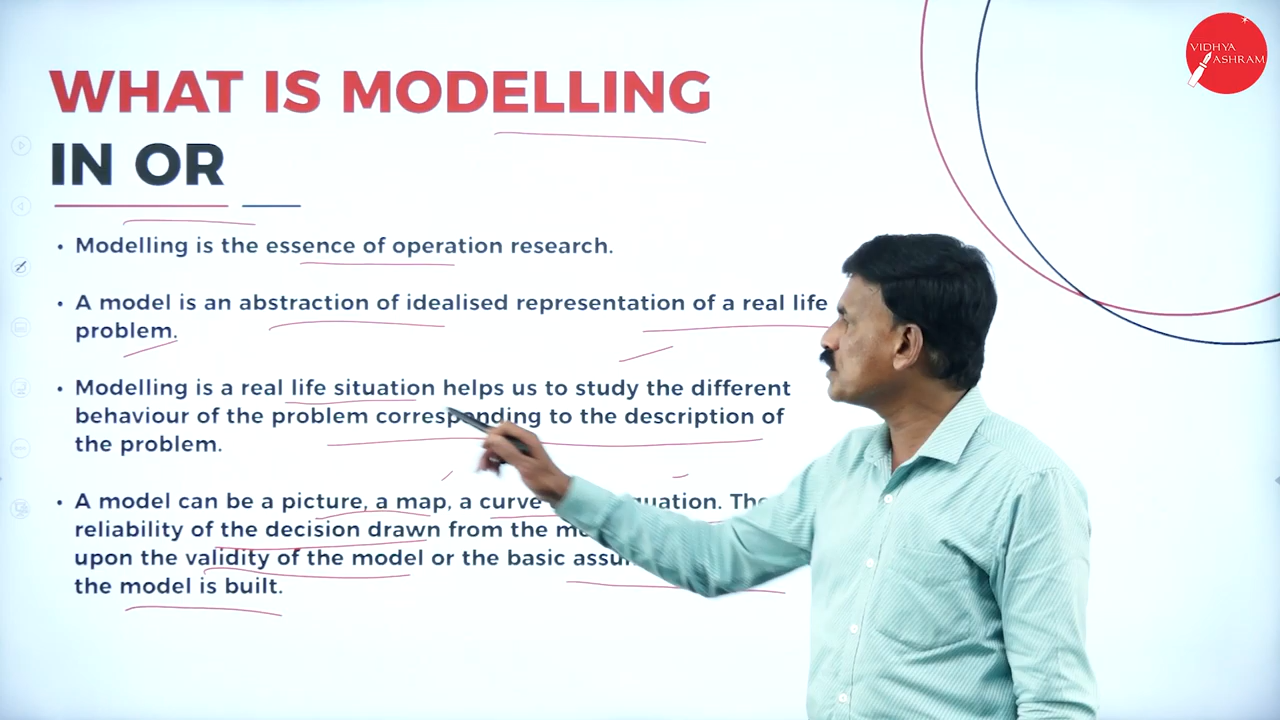 VIDHYA
ASHRAM
WHAT IS MODELLING
IN OR
• Modelling is the essence of operation research.
• A model is an abstraction of idealised representation of a real life
problem.
• Modelling is a real life situation helps us to study the different
behaviour of the problem corresponding to the description of
the problem.
• A model can be a picture, a map, a curve
reliability of the decision drawn from the
upon the validity of the model or the basic
the model is built.